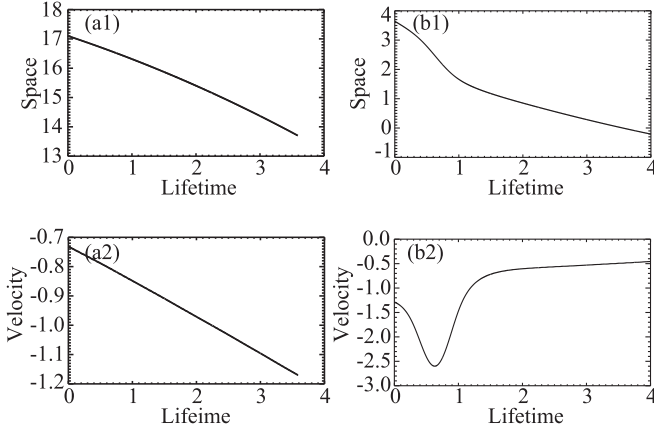 18
17
16
15
14
13
Space
(a1)
0 1 2 3 4
Lifetime
4
3
2
1
0
-1
Space
(b1)
0 1 2 3 4
Lifetime
-0.7
-0.8
-0.9
-1.0
-1.1
-1.2
Velocity
(a2)
0 1 2 3 4
Lifeime
0.0
-0.5
-1.0
-1.5
-2.0
-2.5
-3.0
Velocity
(b2)
0 1 2 3 4
Lifetime